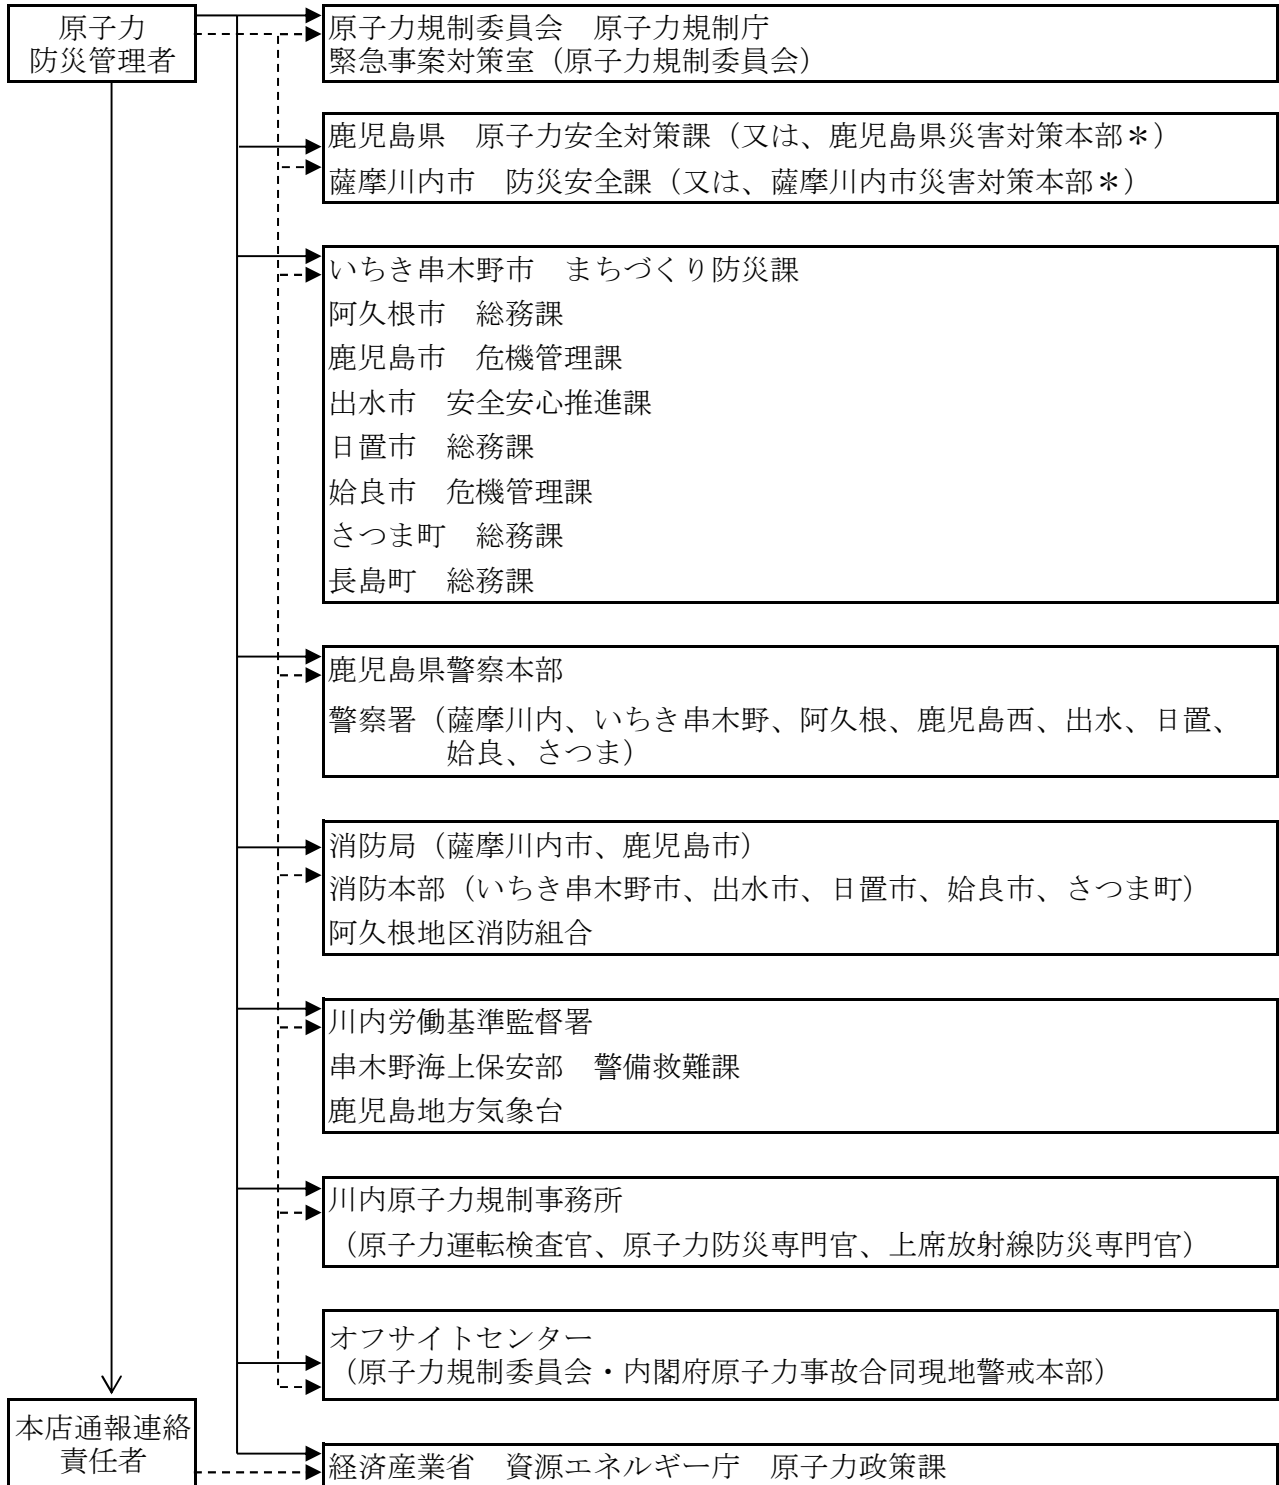 原子力
防災管理者
原子力規制委員会　原子力規制庁
緊急事案対策室（原子力規制委員会）
鹿児島県　原子力安全対策課（又は、鹿児島県災害対策本部＊）
薩摩川内市　防災安全課（又は、薩摩川内市災害対策本部＊）
いちき串木野市　まちづくり防災課
阿久根市　総務課
鹿児島市　危機管理課
出水市　安全安心推進課
日置市　総務課
姶良市　危機管理課
さつま町　総務課
長島町　総務課
鹿児島県警察本部
警察署（薩摩川内、いちき串木野、阿久根、鹿児島西、出水、日置、
姶良、さつま）
消防局（薩摩川内市、鹿児島市）
消防本部（いちき串木野市、出水市、日置市、姶良市、さつま町）
阿久根地区消防組合
川内労働基準監督署
串木野海上保安部　警備救難課
鹿児島地方気象台
川内原子力規制事務所
（原子力運転検査官、原子力防災専門官、上席放射線防災専門官）
オフサイトセンター
（原子力規制委員会・内閣府原子力事故合同現地警戒本部）
本店通報連絡
責任者
経済産業省　資源エネルギー庁　原子力政策課